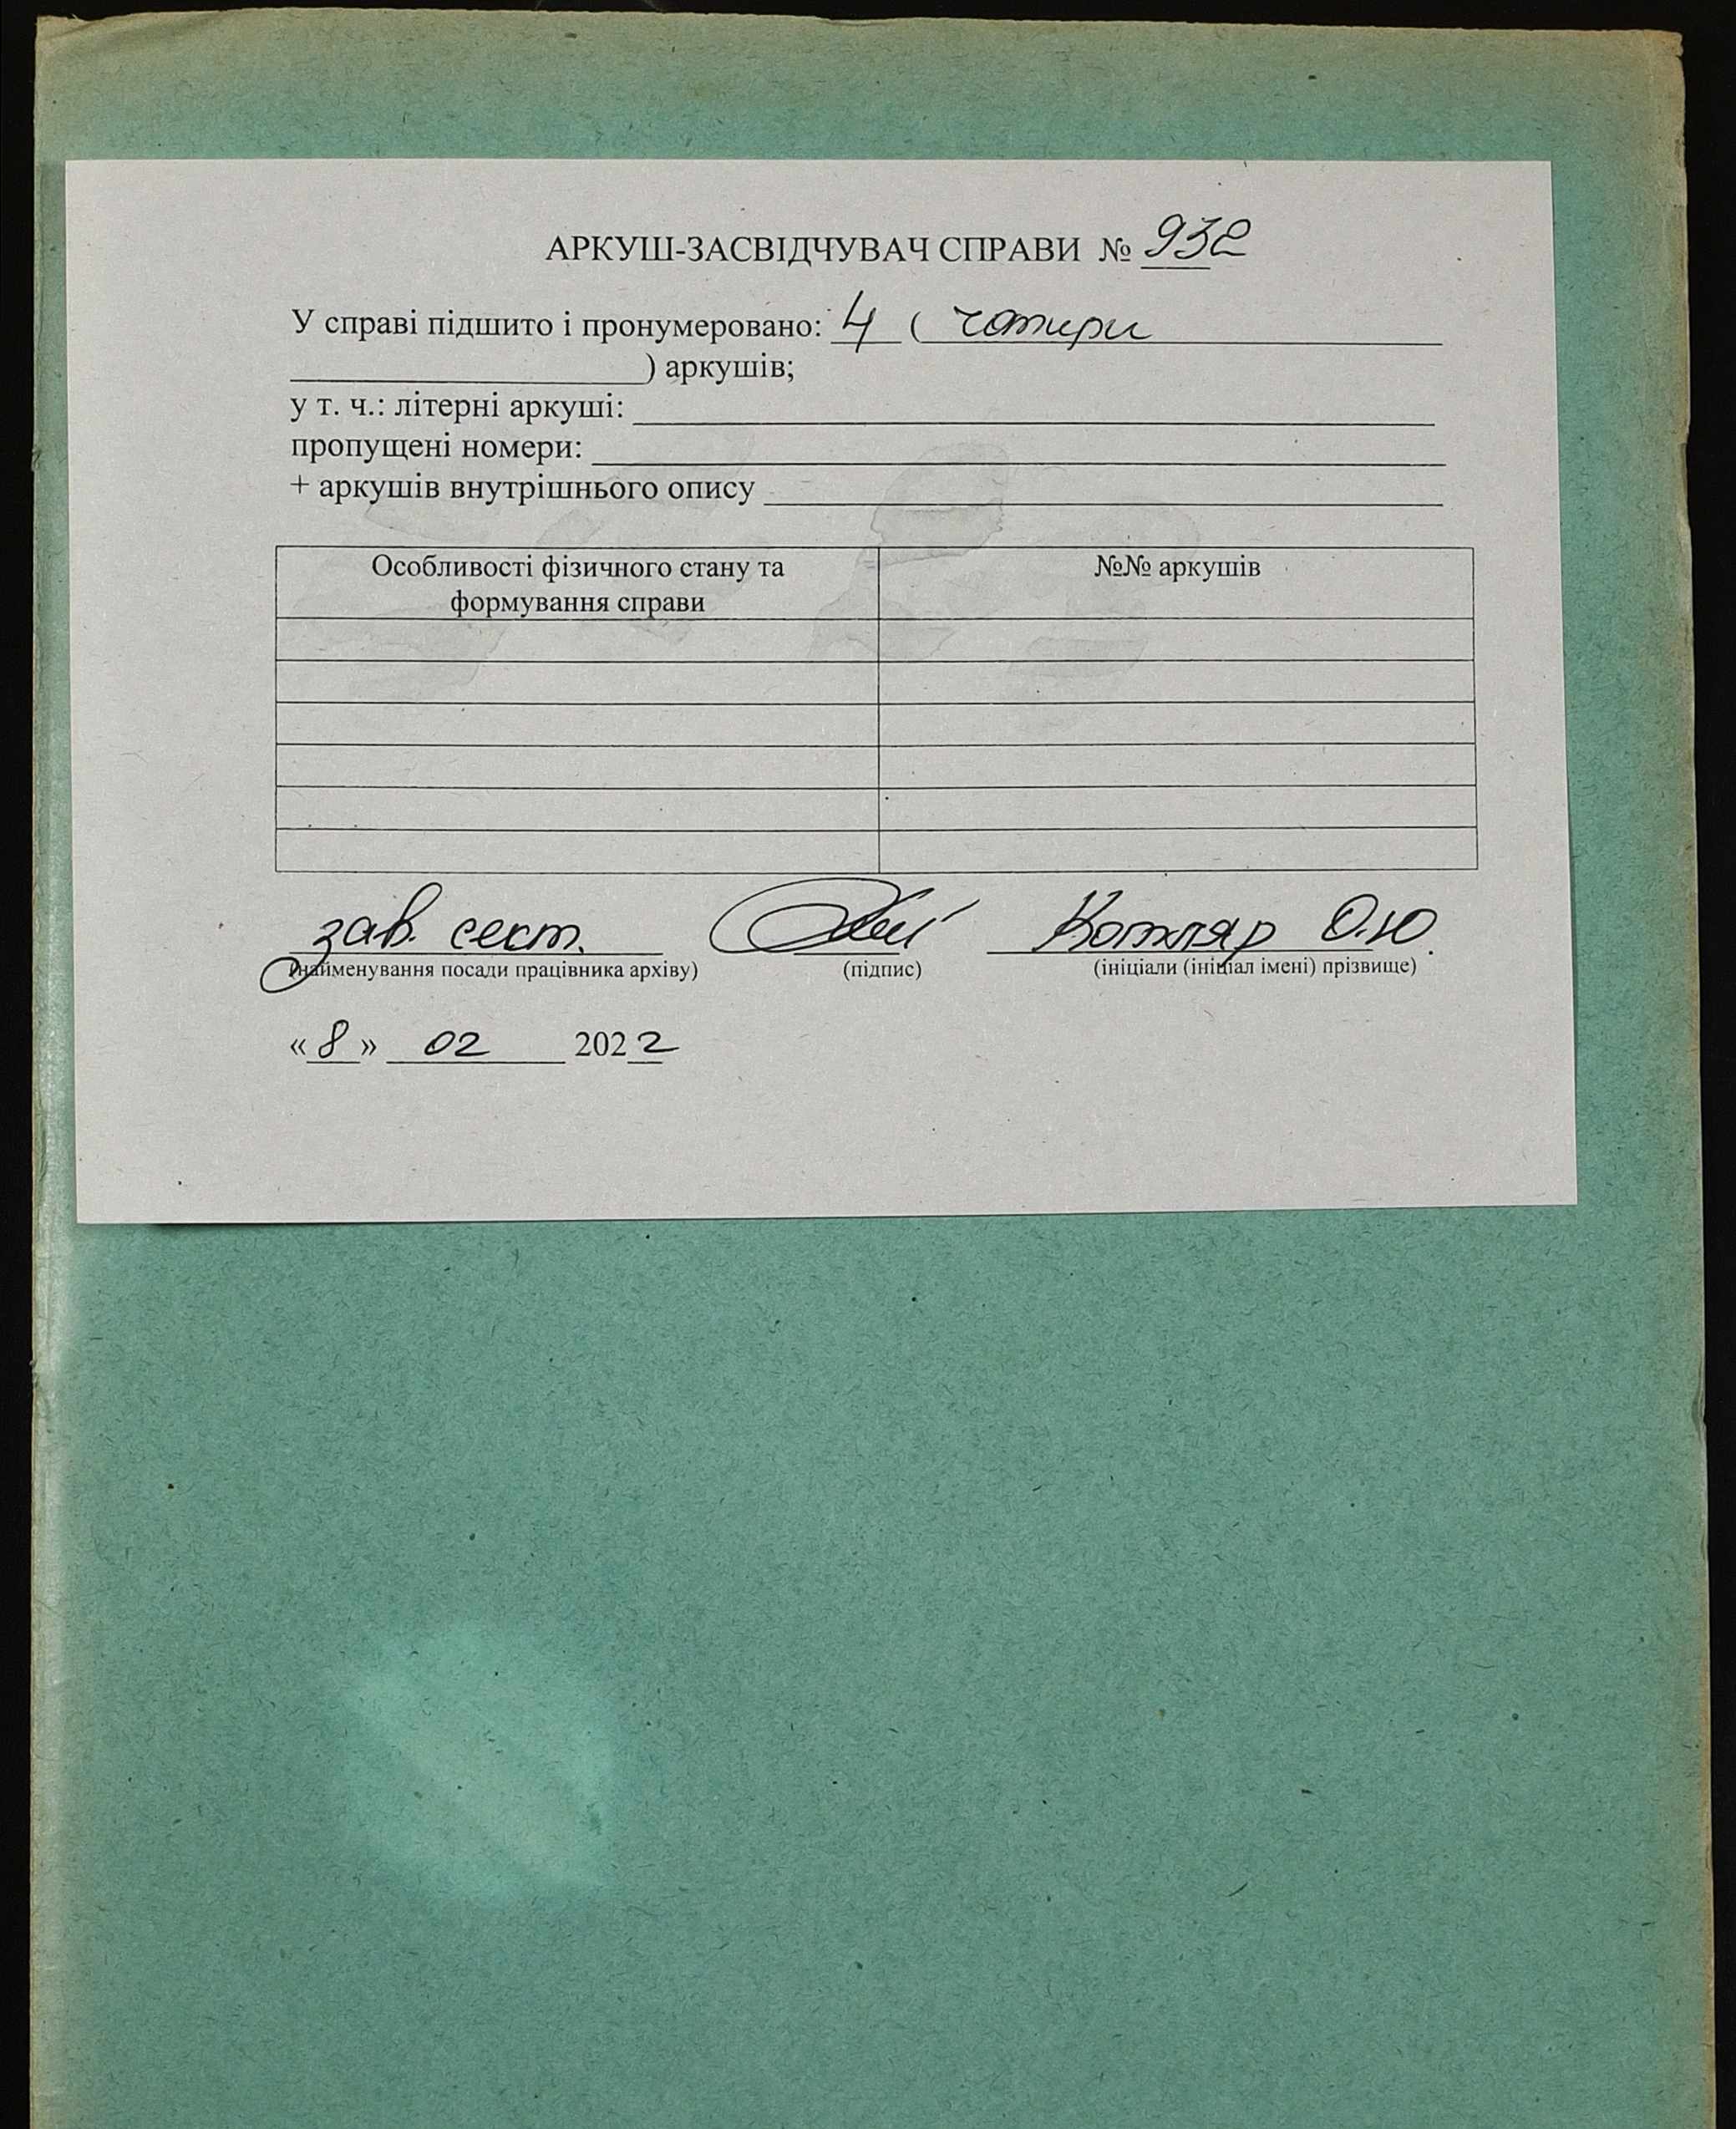 АРКУШ-ЗАСВІДЧУВАЧ СПРАВИ № 932
У справі підшито і пронумеровано: 4 ( чотири
) аркушів;
у т. ч.: літерні аркуші:
пропущені номери:
+ аркушів внутрішнього опису
Особливості фізичного стану та формування справи №№ аркушів
зав. сект. Котляр О.Ю.
(найменування посади працівника архіву) (підпис) (ініціали (ініціал імені) прізвище)
«8» 02 2022